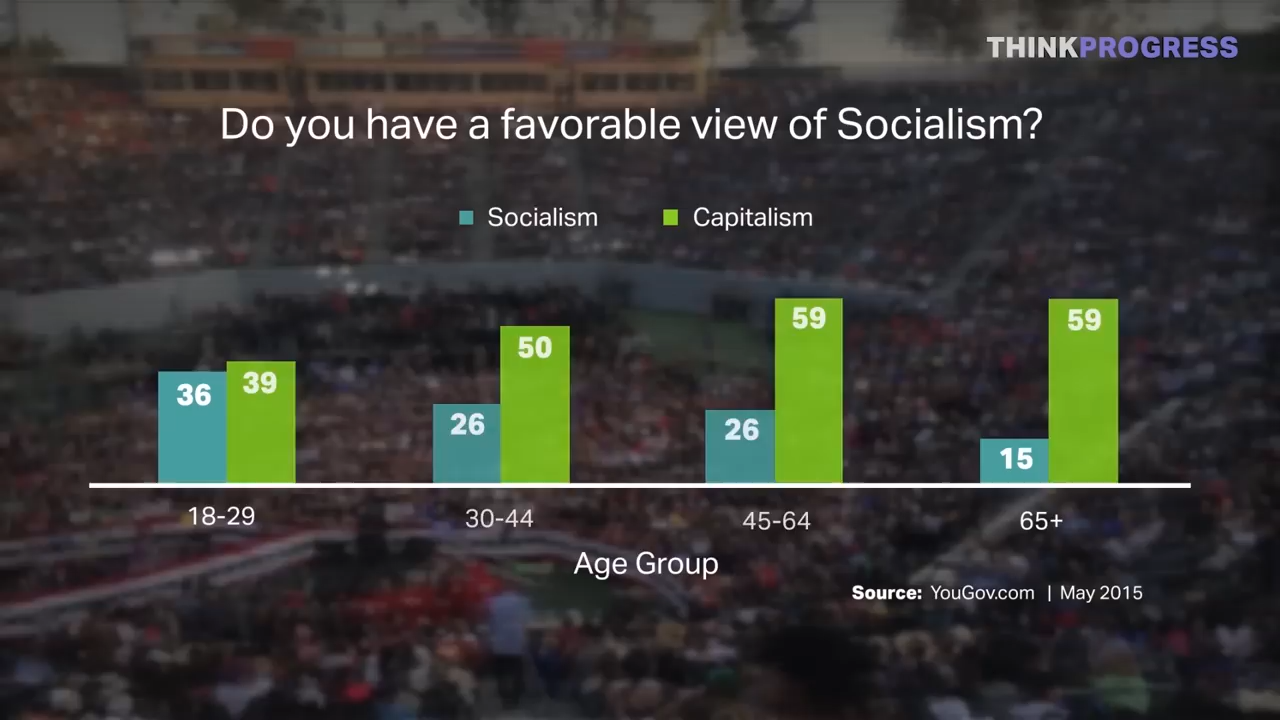 THINKPROGRESS
Do you have a favorable view of Socialism?
Socialism Capitalism
36 39 26 50 26 59 15 59
18-29 30-44 45-64 65+
Age Group
Source: YouGov.com | May 2015